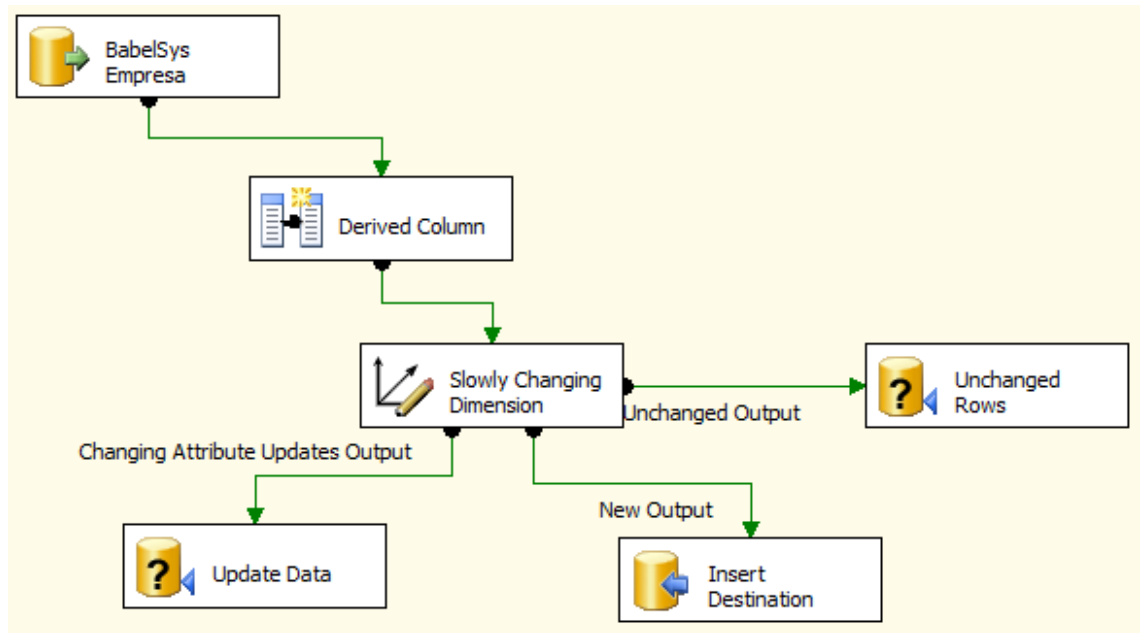 BabelSys
Empresa
Derived Column
Slowly Changing
Dimension
Unchanged
Rows
Unchanged Output
Changing Attribute Updates Output
New Output
Update Data
Insert
Destination